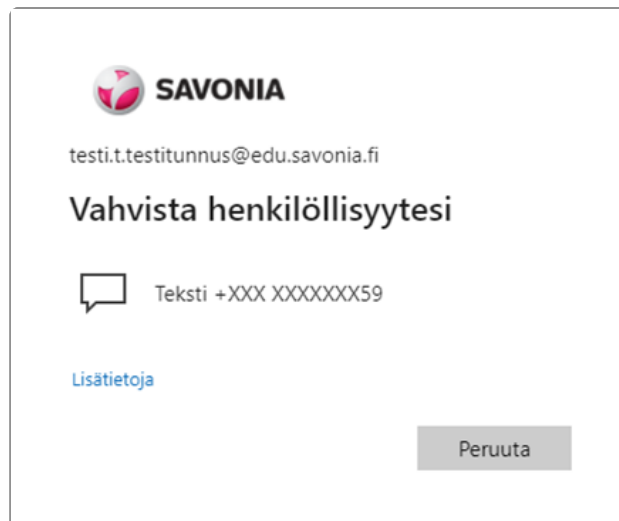 SAVONIA
testi.t.testitunnus@edu.savonia.fi
Vahvista henkilöllisyytesi
Teksti +XXX XXXXXXX59
Lisätietoja
Peruuta